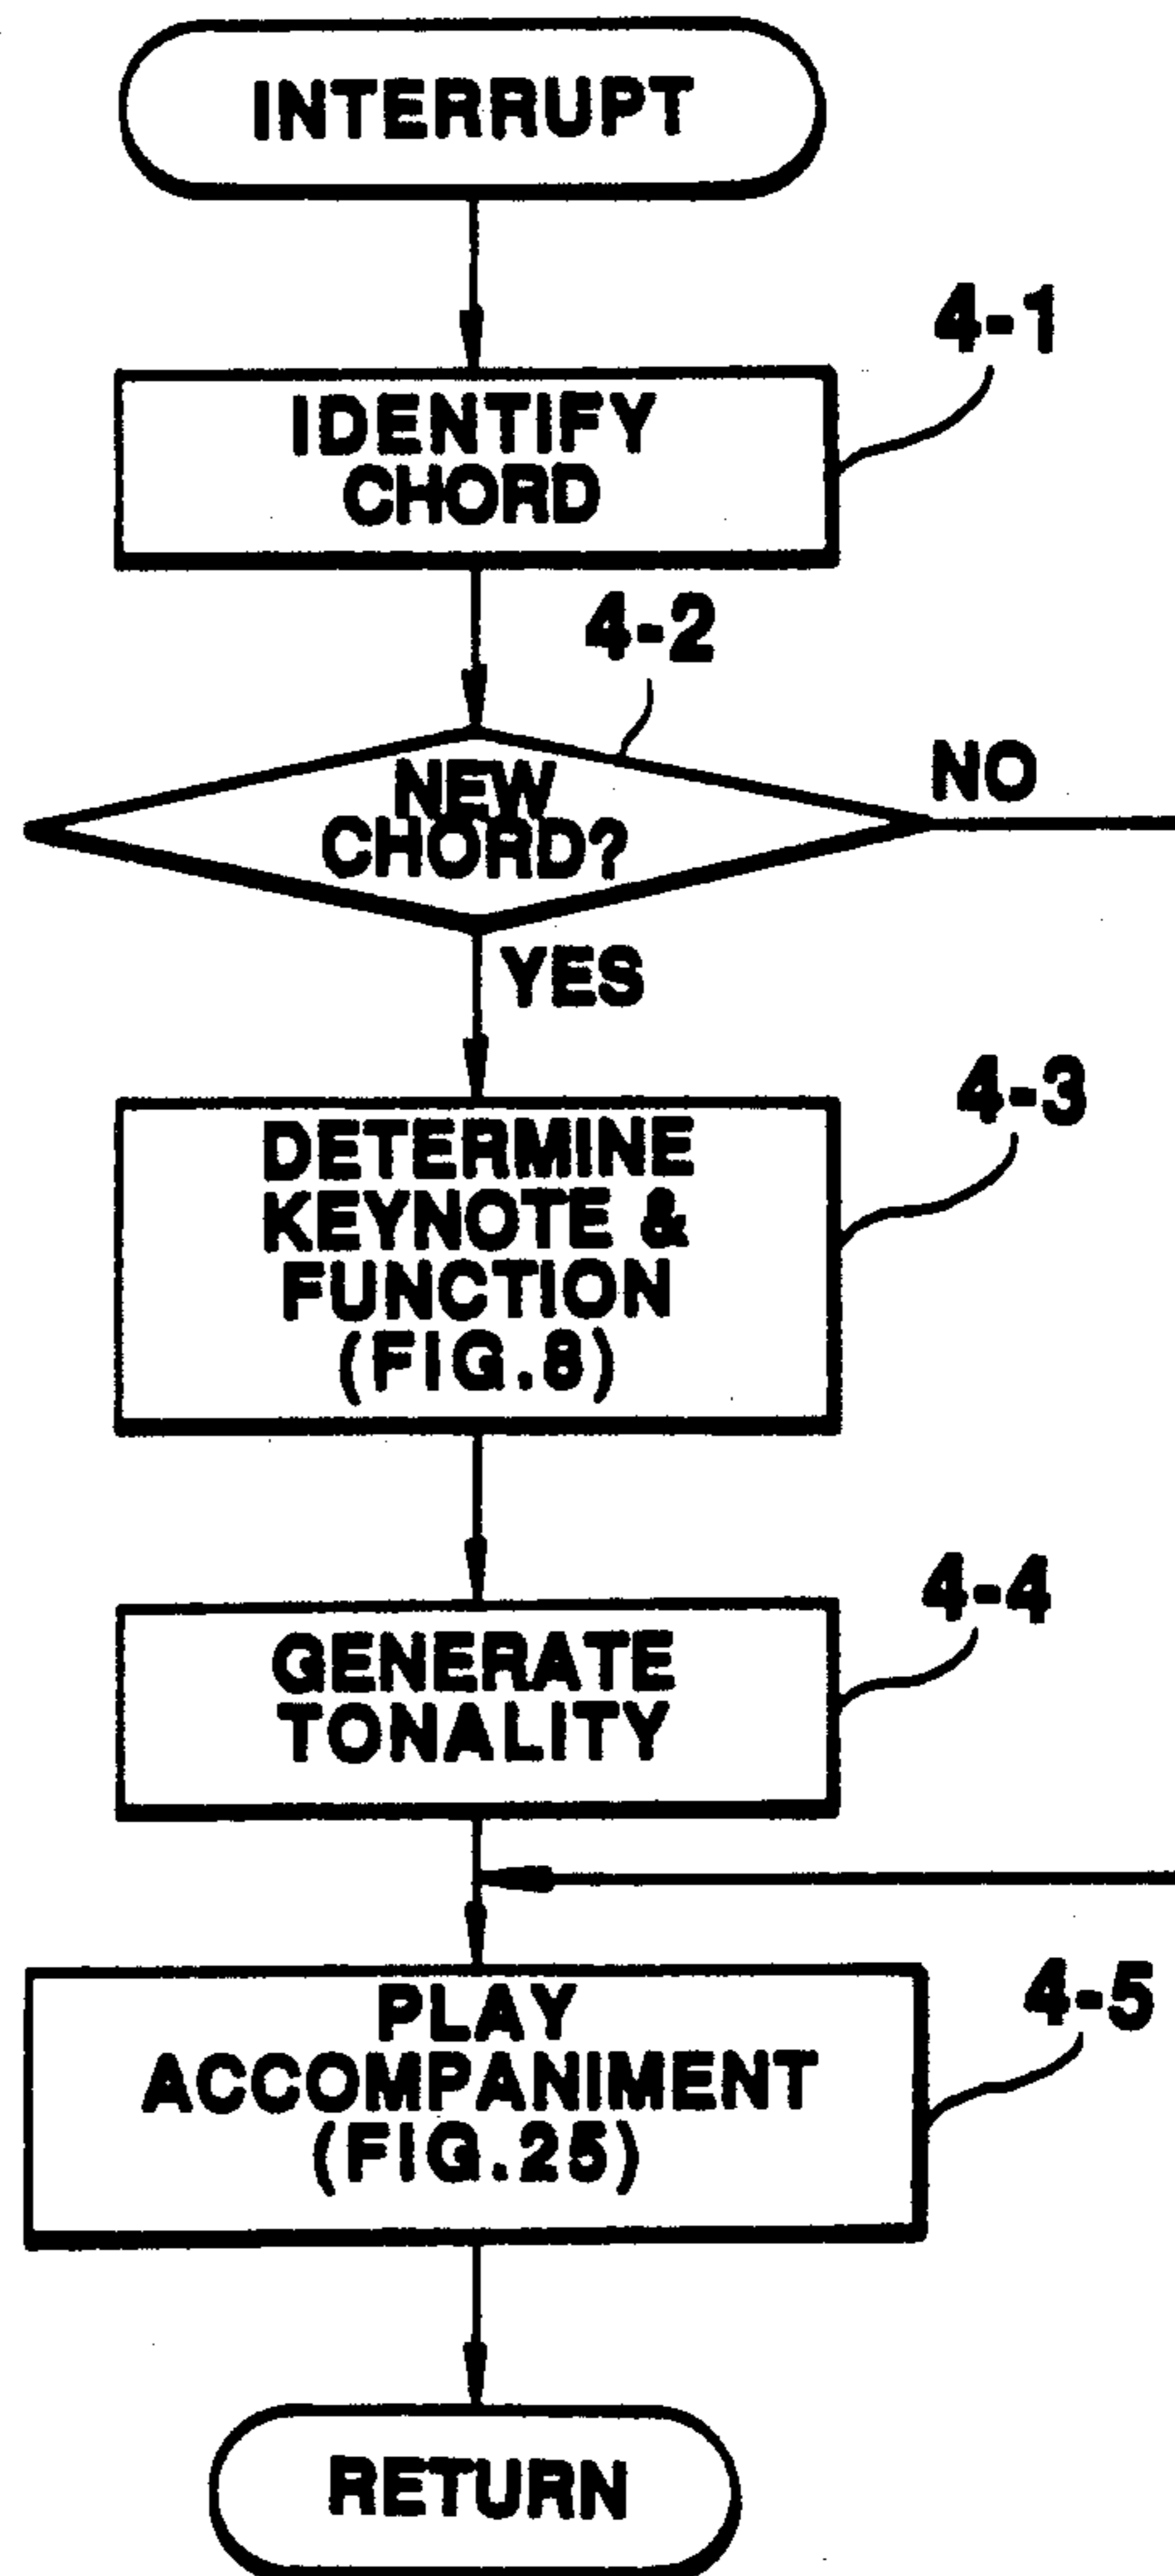 INTERRUPT
4-1
IDENTIFY
CHORD
4-2
NEW
CHORD?
NO
YES
4-3
DETERMINE
KEYNOTE &
FUNCTION
(FIG.8)
4-4
GENERATE
TONALITY
PLAY
ACCOMPANIMENT
(FIG.25)
4-5
RETURN